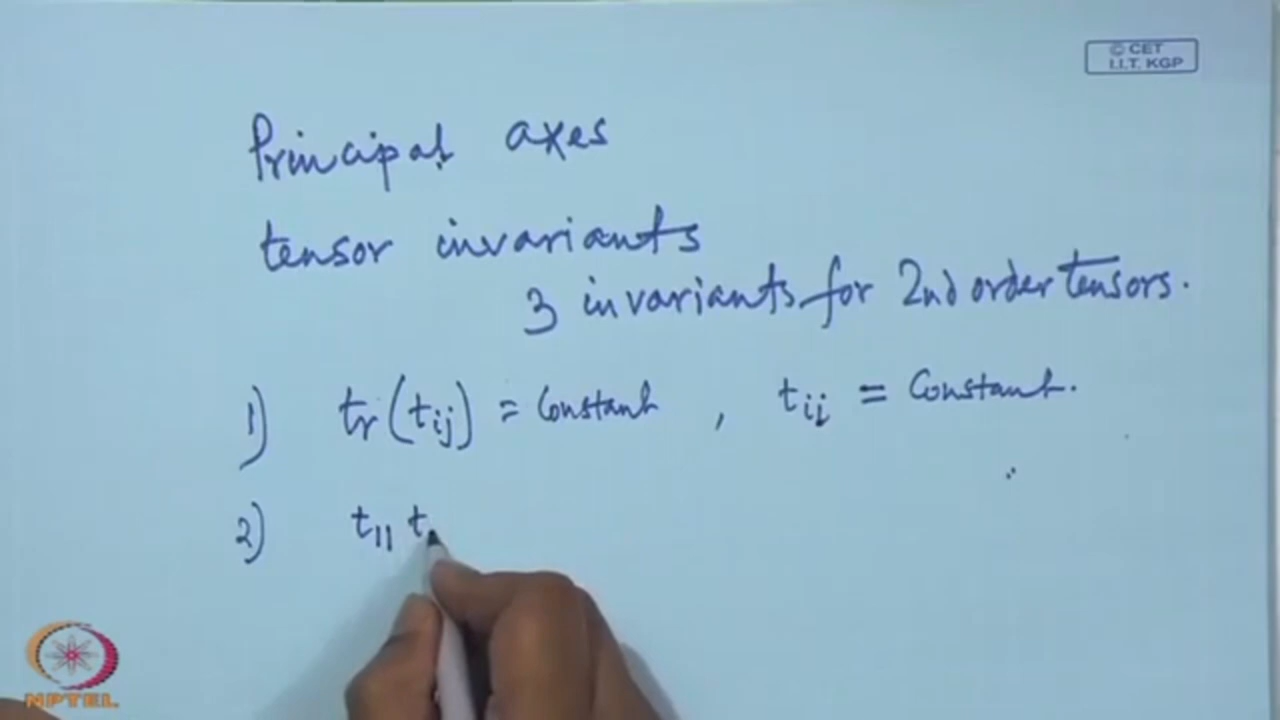 © CET
I.I.T. KGP
Principal axes
tensor invariants
3 invariants for 2nd order tensors.
1) tr(tij) = Constant , tii = Constant.
2) t11 t
NPTEL